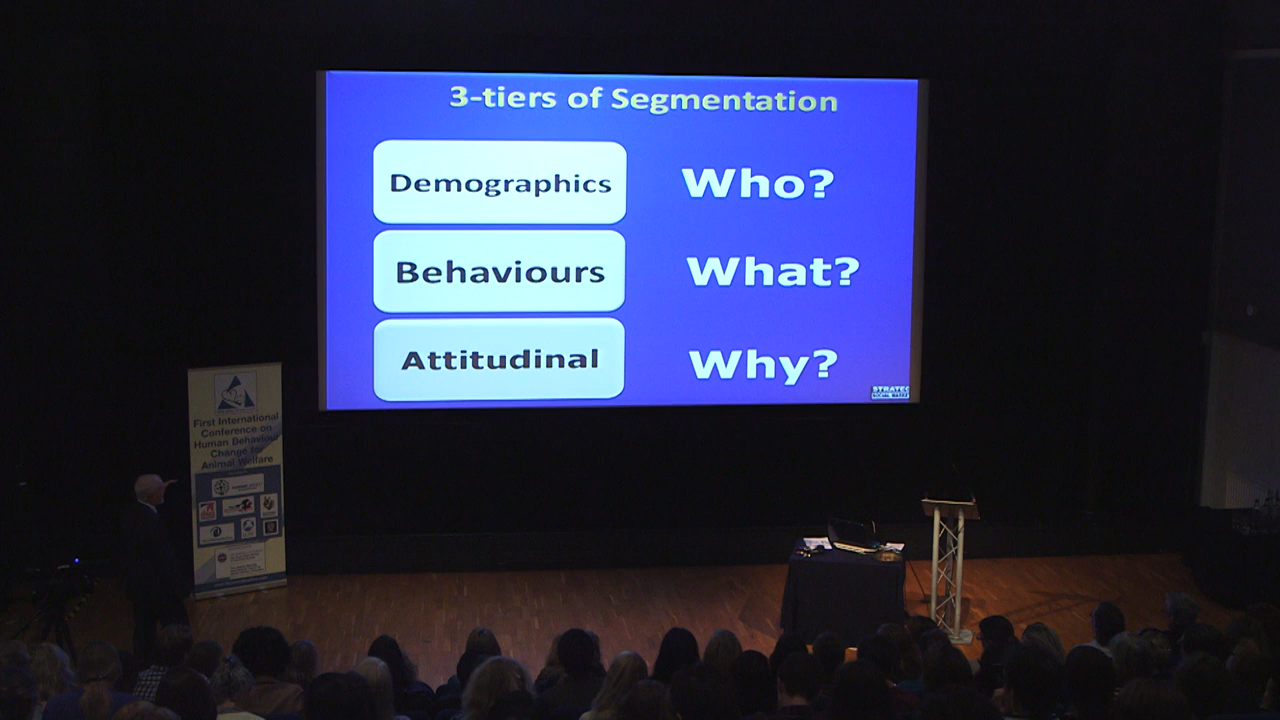 3-tiers of Segmentation
Demographics
Who?
Behaviours
What?
Attitudinal
Why?
STRATEG
First International
Conference on
Human Behaviour
Change for
Animal Welfare